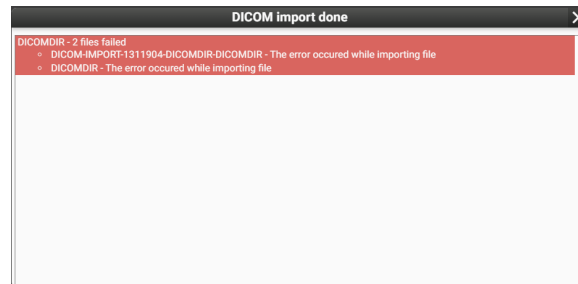 DICOM import done
DICOMDIR - 2 files failed
DICOM-IMPORT-1311904-DICOMDIR-DICOMDIR - The error occured while importing file
DICOMDIR - The error occured while importing file